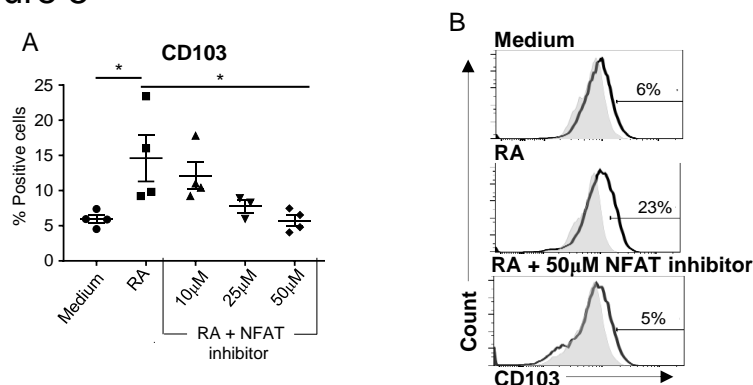 A
CD103
*
*
% Positive cells
25
20
15
10
5
0
Medium
RA
10µM
25µM
50µM
RA + NFAT
inhibitor
B
Medium
6%
RA
23%
RA + 50µM NFAT inhibitor
5%
Count
CD103